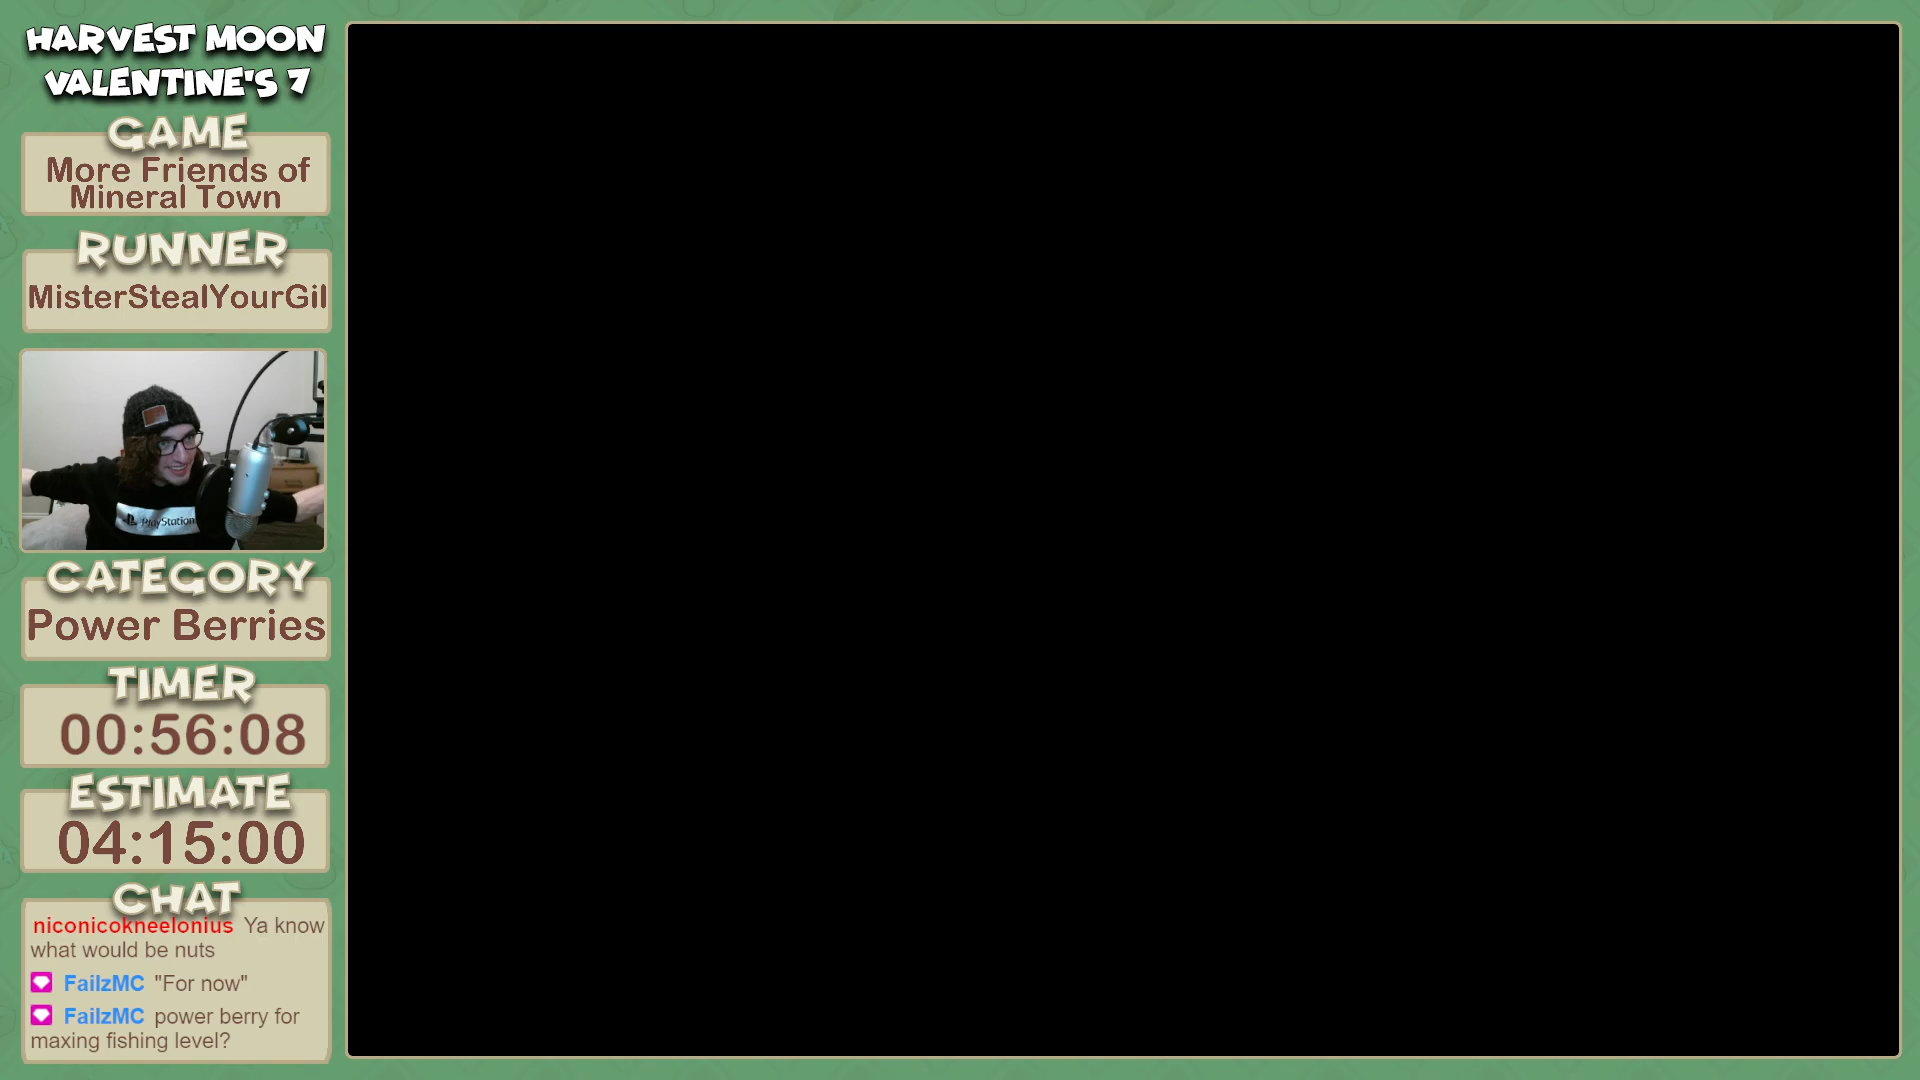 HARVEST MOON
VALENTINE'S 7
GAME
More Friends of
Mineral Town
RUNNER
MisterStealYourGil
PlayStation
CATEGORY
Power Berries
TIMER
00:56:08
ESTIMATE
04:15:00
CHAT
niconicokneelonius Ya know
what would be nuts
FailzMC "For now"
FailzMC power berry for
maxing fishing level?